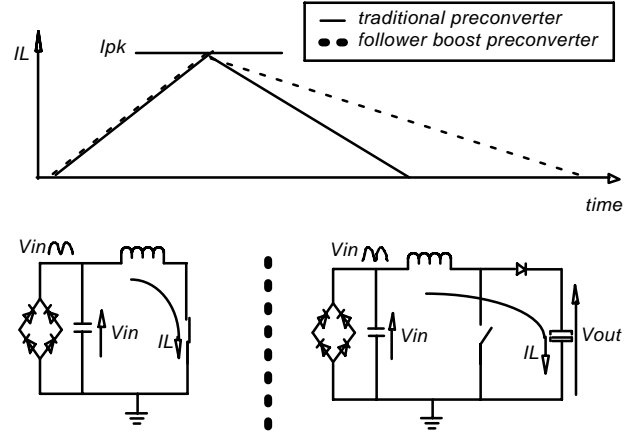 traditional preconverter
follower boost preconverter
Ipk
IL
time
Vin
Vin
IL
Vin
Vin
IL
Vout